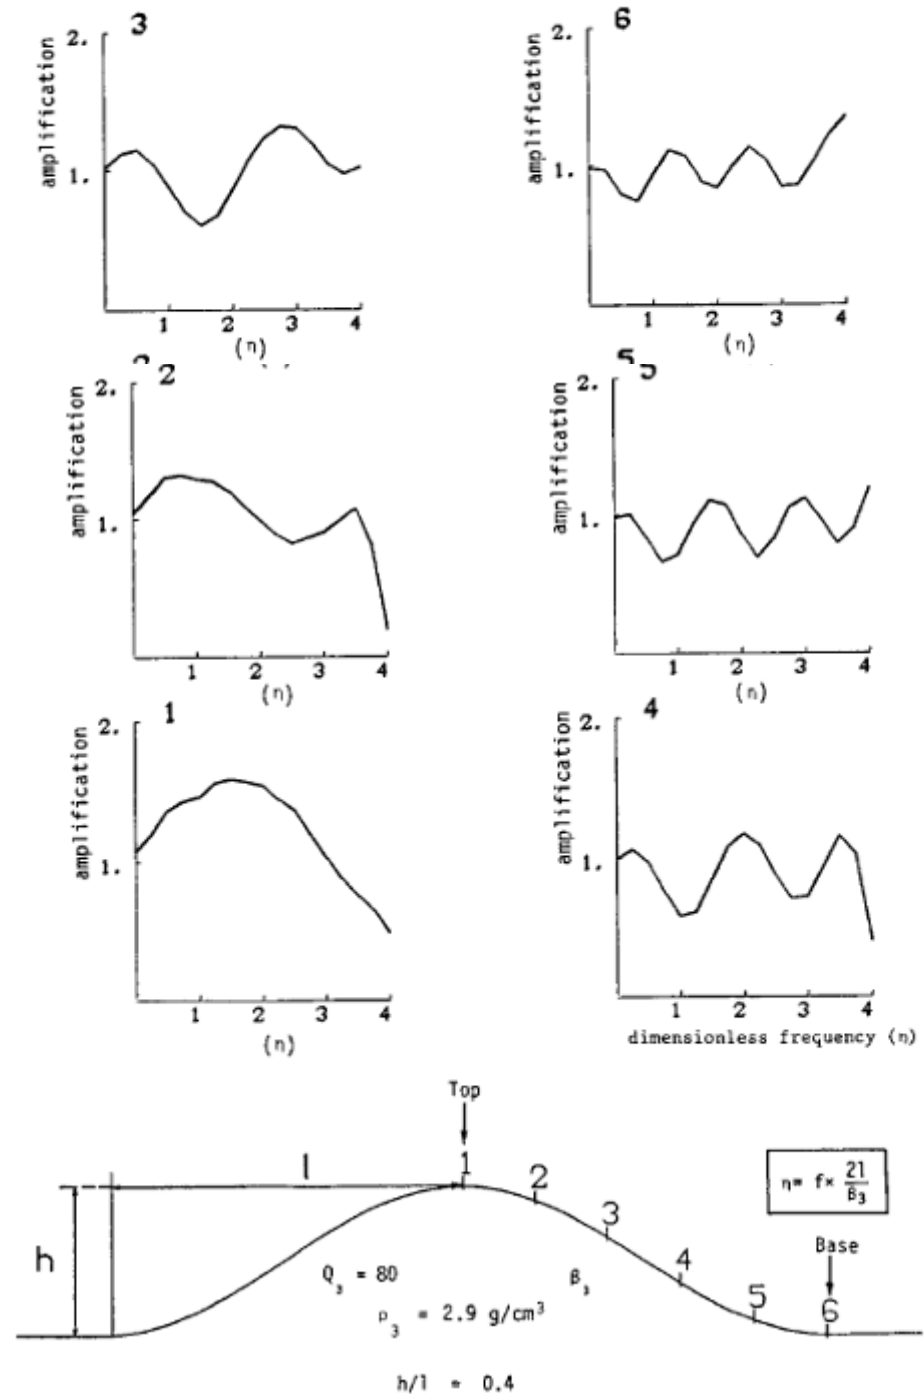 3
2.
amplification
1.
1 2 3 4
(η)
6
2.
amplification
1.
1 2 3 4
(η)
2
2.
amplification
1.
1 2 3 4
(η)
5
2.
amplification
1.
1 2 3 4
(η)
1
2.
amplification
1.
1 2 3 4
(η)
4
2.
amplification
1.
1 2 3 4
dimensionless frequency (η)
Top
l
1
2
3
4
5
6
η= f× 2l/β₃
Base
h
Q₃ = 80
β₃
ρ₃ = 2.9 g/cm³
h/l = 0.4